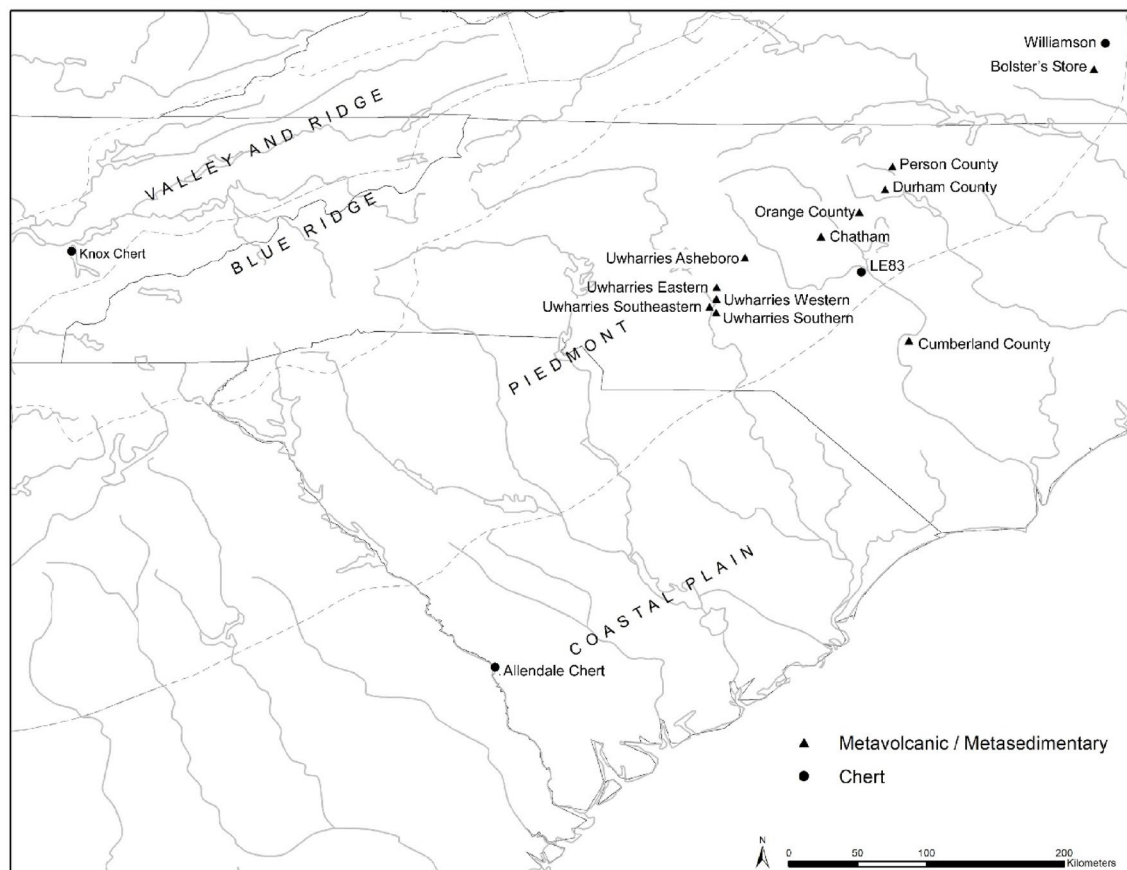 Williamson
Bolster's Store
VALLEY AND RIDGE
Person County
Durham County
BLUE RIDGE
Orange County
Chatham
Knox Chert
Uwharries Asheboro
LE83
Uwharries Eastern
Uwharries Western
Uwharries Southeastern
Uwharries Southern
PIEDMONT
Cumberland County
COASTAL PLAIN
Allendale Chert
Metavolcanic / Metasedimentary
Chert
N
0 50 100 200
Kilometers